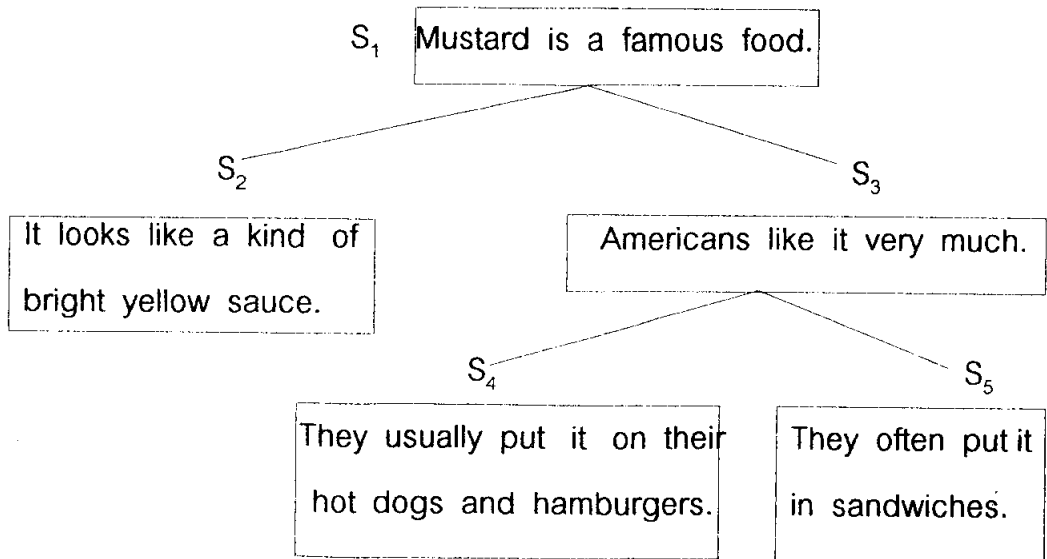 S₁ Mustard is a famous food.
S₂
S₃
It looks like a kind of
bright yellow sauce.
Americans like it very much.
S₄
S₅
They usually put it on their
hot dogs and hamburgers.
They often put it
in sandwiches.